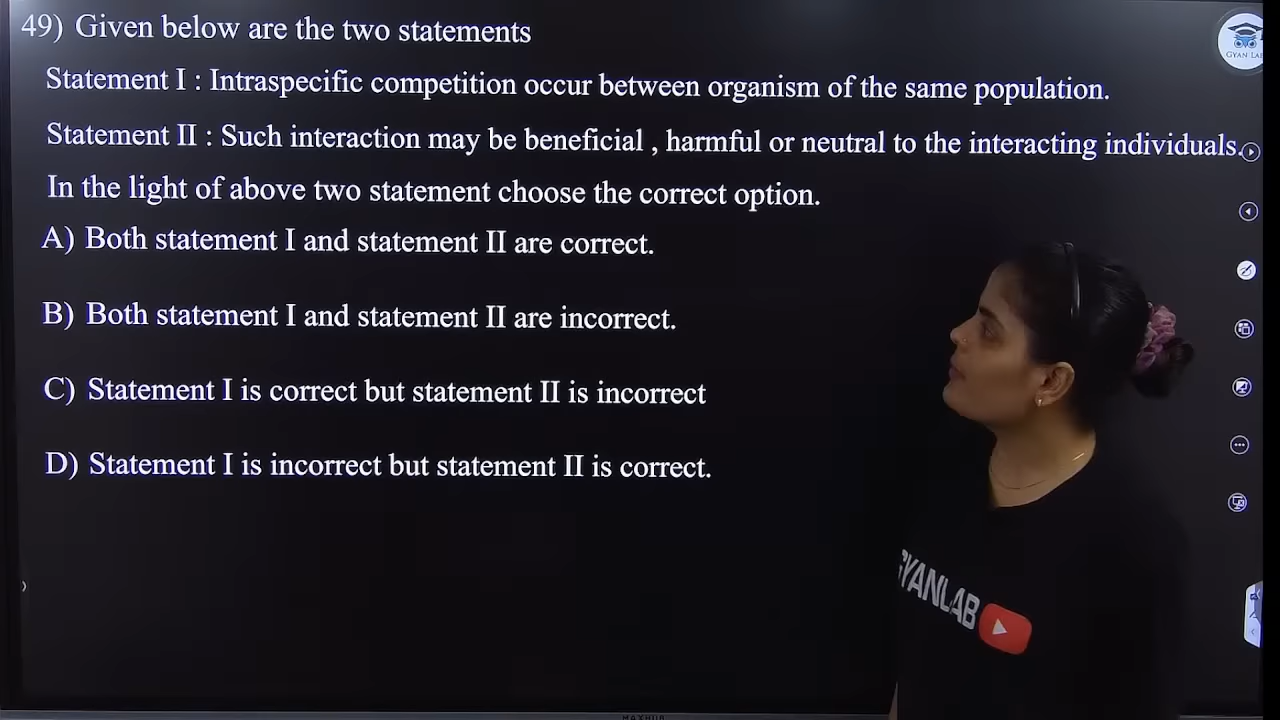 49) Given below are the two statements
GYAN LAB
Statement I : Intraspecific competition occur between organism of the same population.
Statement II : Such interaction may be beneficial , harmful or neutral to the interacting individuals.
In the light of above two statement choose the correct option.
A) Both statement I and statement II are correct.
B) Both statement I and statement II are incorrect.
C) Statement I is correct but statement II is incorrect
D) Statement I is incorrect but statement II is correct.
GYANLAB
MAXHUB